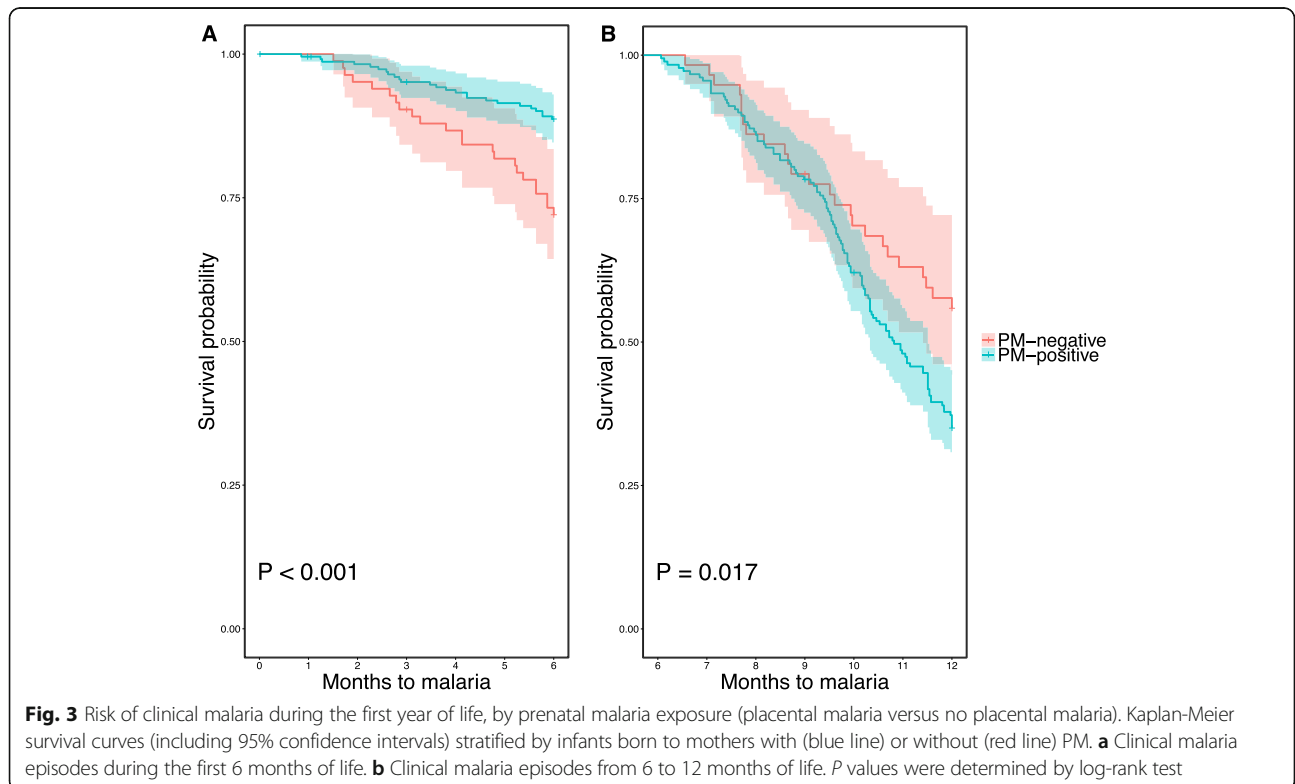 A
1.00
0.75
0.50
0.25
0.00
Survival probability
P < 0.001
0 1 2 3 4 5 6
Months to malaria
B
1.00
0.75
0.50
0.25
0.00
Survival probability
P = 0.017
6 7 8 9 10 11 12
Months to malaria
PM−negative
PM−positive
Fig. 3 Risk of clinical malaria during the first year of life, by prenatal malaria exposure (placental malaria versus no placental malaria). Kaplan-Meier
survival curves (including 95% confidence intervals) stratified by infants born to mothers with (blue line) or without (red line) PM. a Clinical malaria
episodes during the first 6 months of life. b Clinical malaria episodes from 6 to 12 months of life. P values were determined by log-rank test